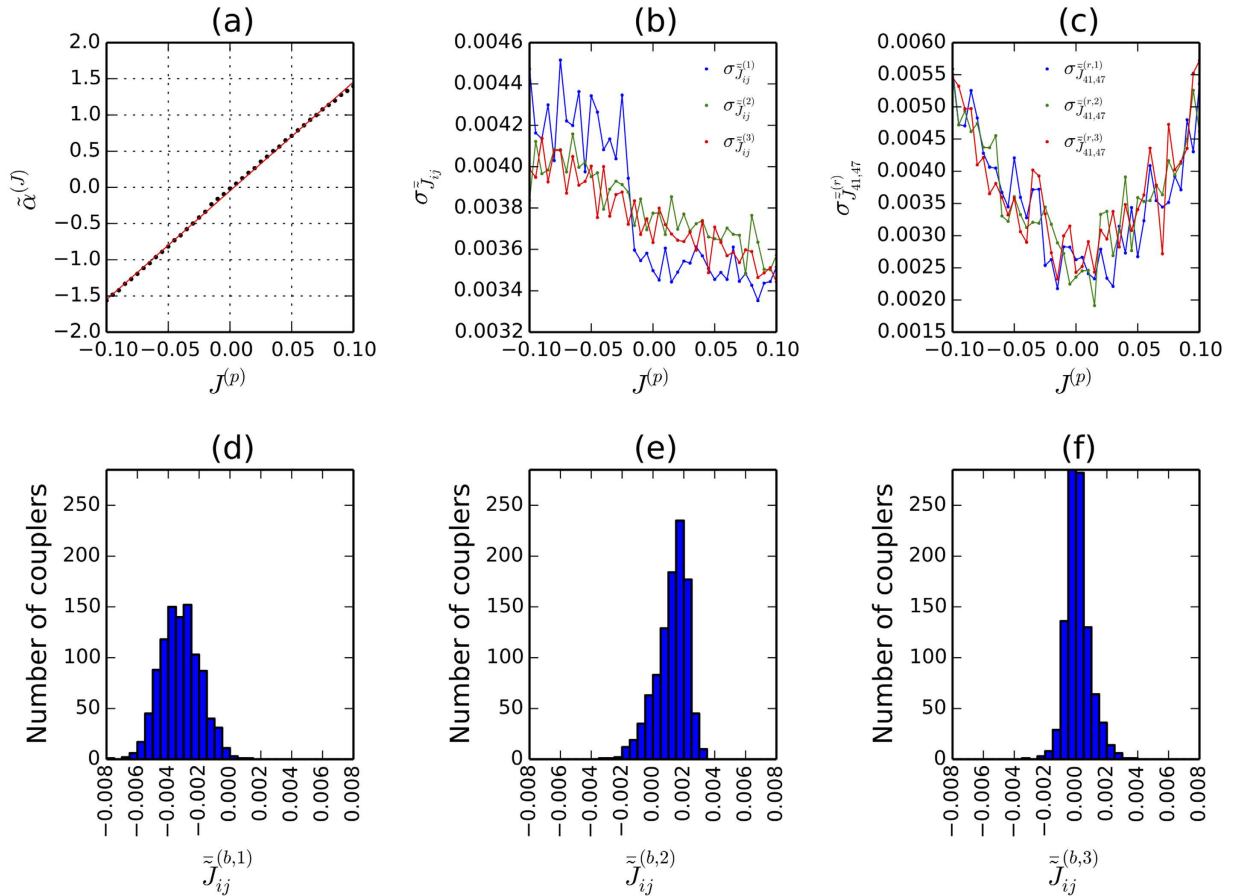 (a)
2.0
1.5
1.0
0.5
0.0
−0.5
−1.0
−1.5
−2.0
−0.10 −0.05 0.00 0.05 0.10
α̃^(J)
J^(p)
(b)
0.0046
0.0044
0.0042
0.0040
0.0038
0.0036
0.0034
0.0032
−0.10 −0.05 0.00 0.05 0.10
σ_J̃̄_ij
J^(p)
σ_J̃̄_ij^(1)
σ_J̃̄_ij^(2)
σ_J̃̄_ij^(3)
(c)
0.0060
0.0055
0.0050
0.0045
0.0040
0.0035
0.0030
0.0025
0.0020
0.0015
−0.10 −0.05 0.00 0.05 0.10
σ_J̃̄_41,47^(r)
J^(p)
σ_J̃̄_41,47^(r,1)
σ_J̃̄_41,47^(r,2)
σ_J̃̄_41,47^(r,3)
(d)
250
200
150
100
50
0
Number of couplers
−0.008 −0.006 −0.004 −0.002 0.000 0.002 0.004 0.006 0.008
J̃̄_ij^(b,1)
(e)
250
200
150
100
50
0
Number of couplers
−0.008 −0.006 −0.004 −0.002 0.000 0.002 0.004 0.006 0.008
J̃̄_ij^(b,2)
(f)
250
200
150
100
50
0
Number of couplers
−0.008 −0.006 −0.004 −0.002 0.000 0.002 0.004 0.006 0.008
J̃̄_ij^(b,3)